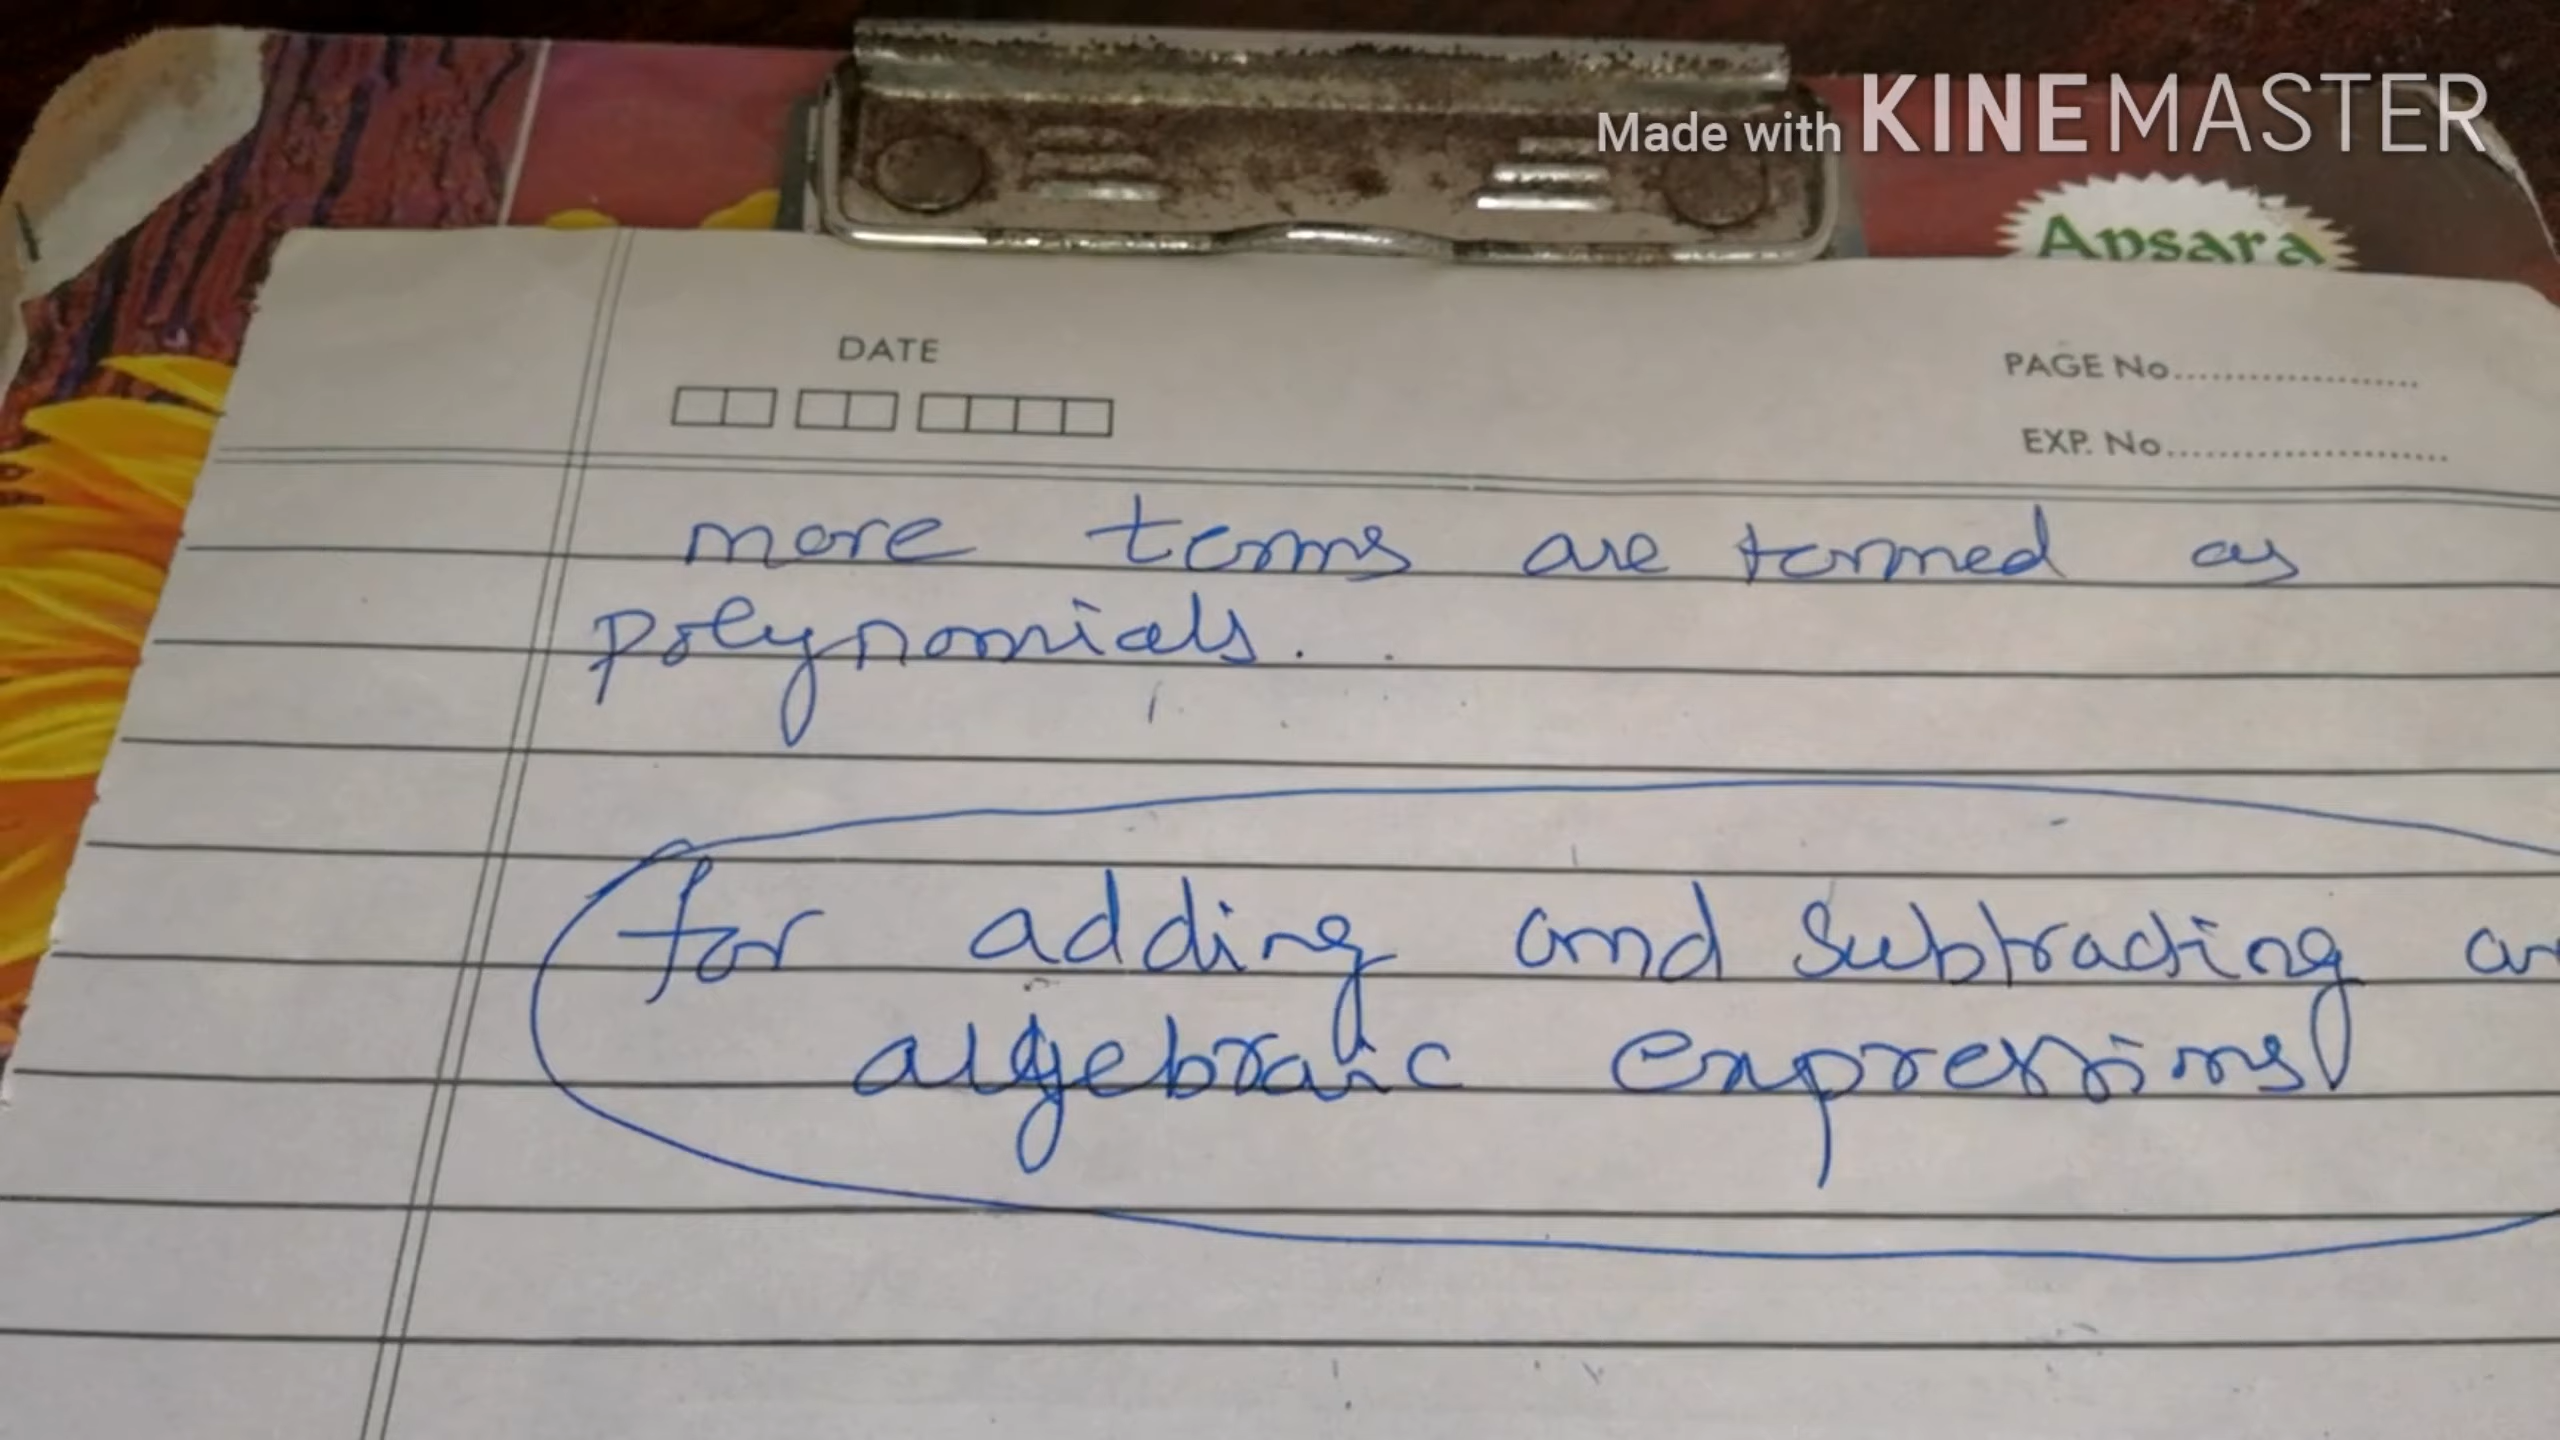 Made with KINEMASTER
Apsara
DATE
PAGE No.....................
EXP. No........................
more terms are termed as
polynomials.
for adding and subtracting
algebraic expressions